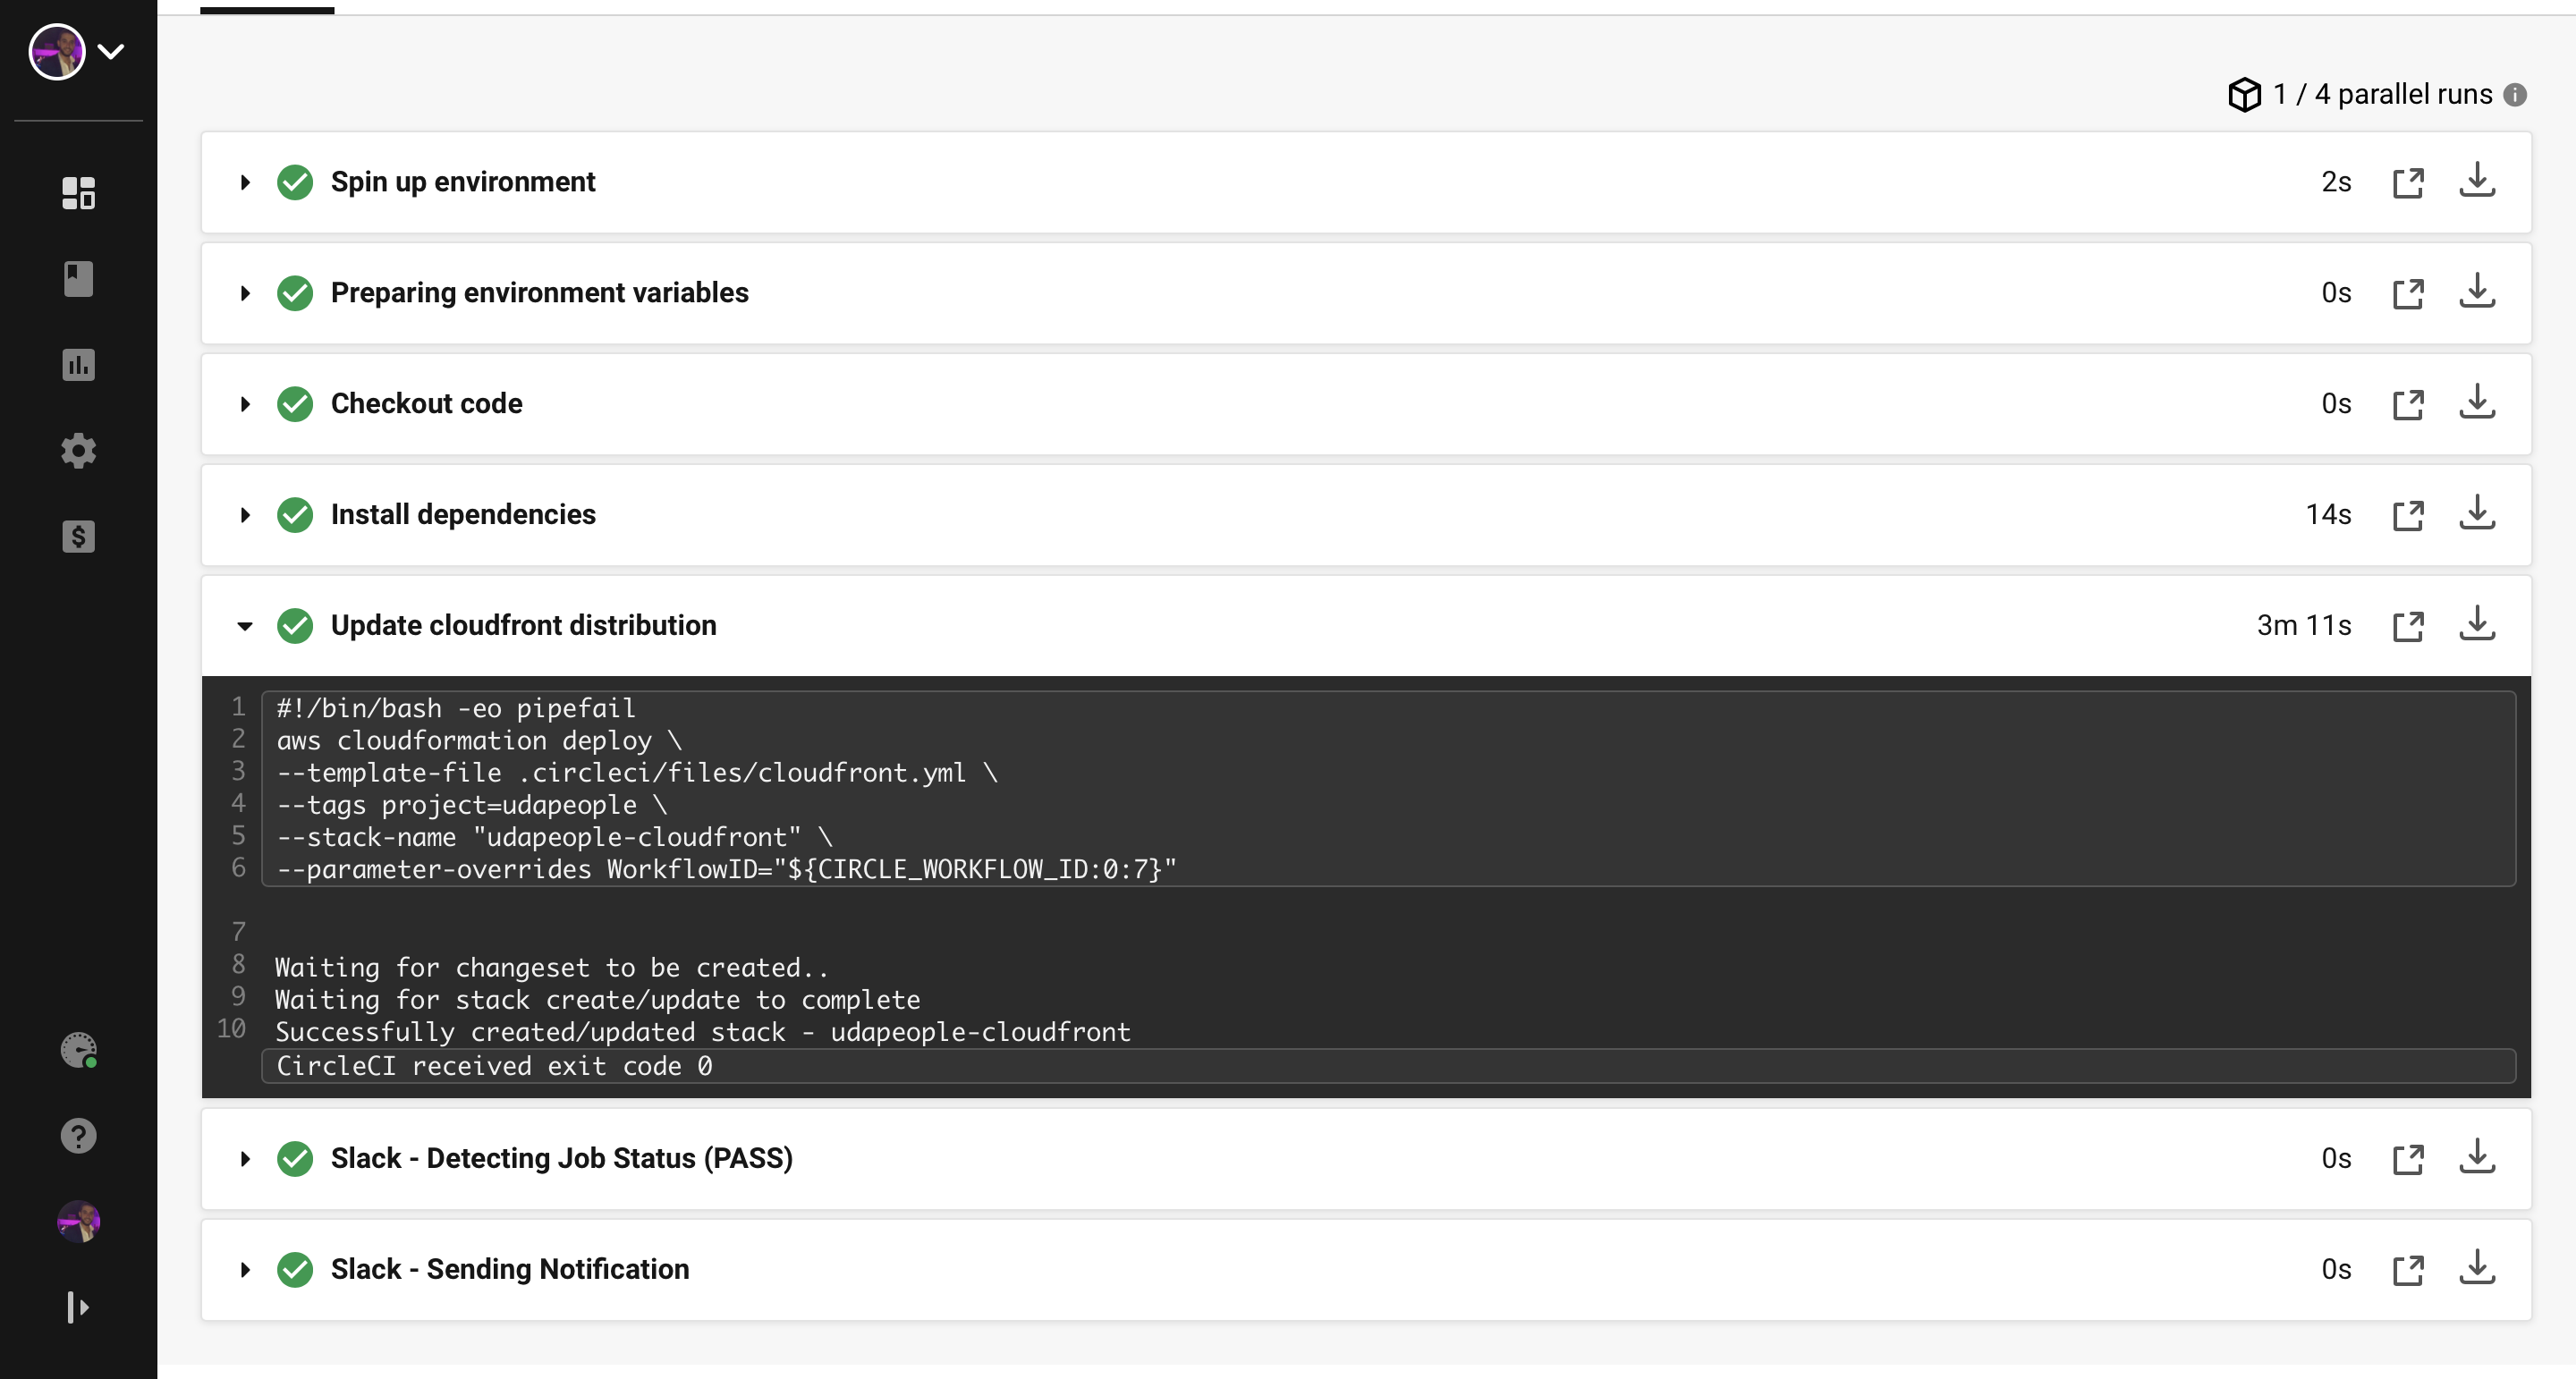 1 / 4 parallel runs
Spin up environment 2s
Preparing environment variables 0s
Checkout code 0s
Install dependencies 14s
Update cloudfront distribution 3m 11s
1 #!/bin/bash -eo pipefail
2 aws cloudformation deploy \
3 --template-file .circleci/files/cloudfront.yml \
4 --tags project=udapeople \
5 --stack-name "udapeople-cloudfront" \
6 --parameter-overrides WorkflowID="${CIRCLE_WORKFLOW_ID:0:7}"
7
8 Waiting for changeset to be created..
9 Waiting for stack create/update to complete
10 Successfully created/updated stack - udapeople-cloudfront
CircleCI received exit code 0
Slack - Detecting Job Status (PASS) 0s
Slack - Sending Notification 0s